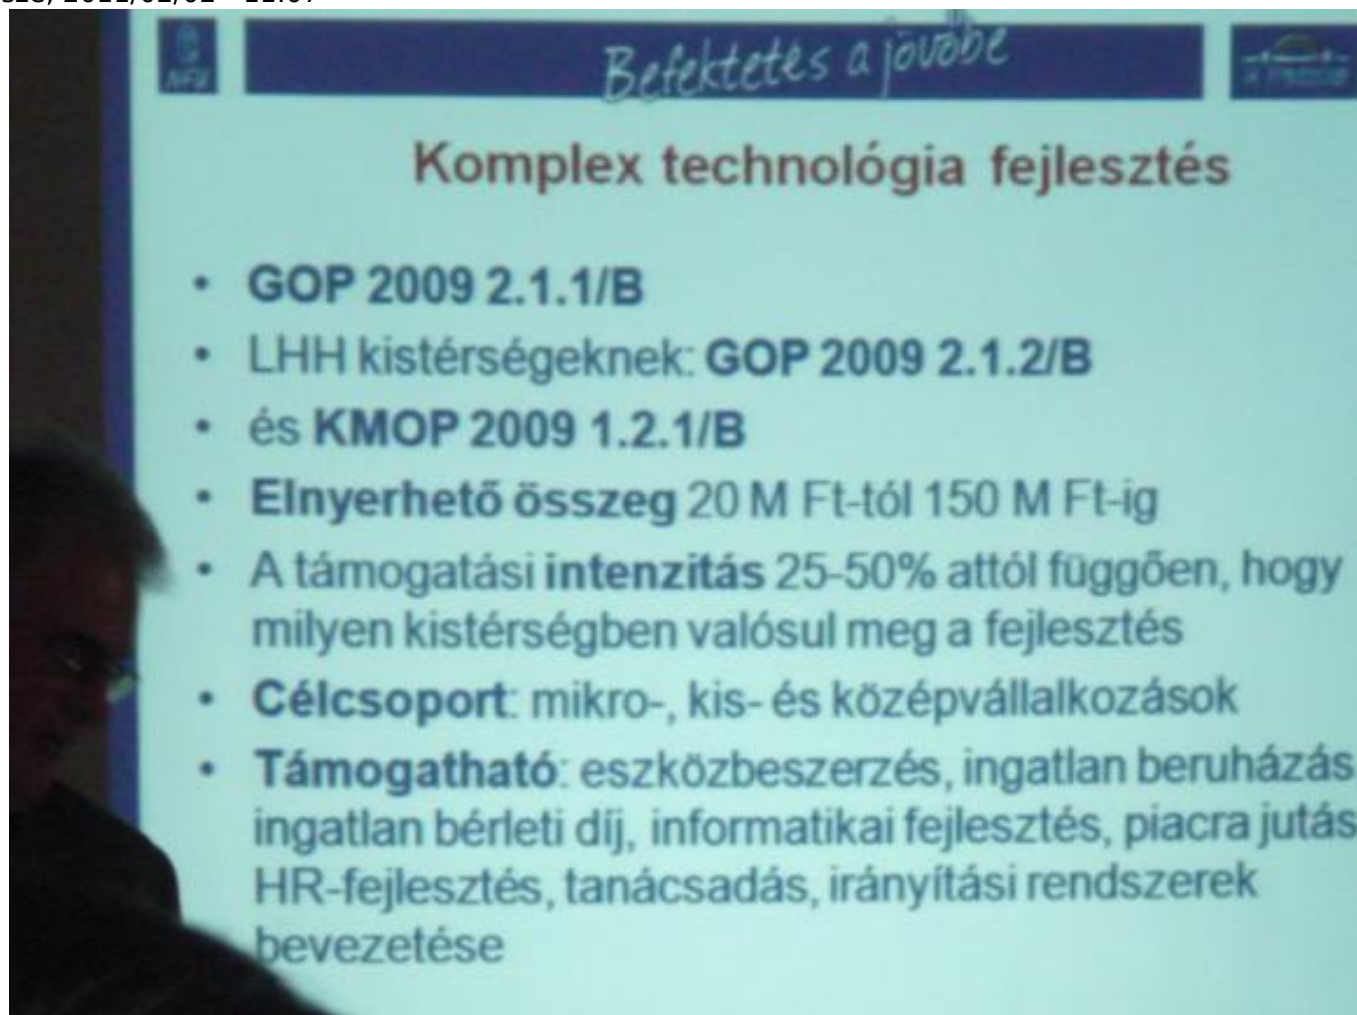 NFÜ
Befektetés a jövőbe
Komplex technológia fejlesztés
• GOP 2009 2.1.1/B
• LHH kistérségeknek: GOP 2009 2.1.2/B
• és KMOP 2009 1.2.1/B
• Elnyerhető összeg 20 M Ft-tól 150 M Ft-ig
• A támogatási intenzitás 25-50% attól függően, hogy
milyen kistérségben valósul meg a fejlesztés
• Célcsoport: mikro-, kis- és középvállalkozások
• Támogatható: eszközbeszerzés, ingatlan beruházás
ingatlan bérleti díj, informatikai fejlesztés, piacra jutás
HR-fejlesztés, tanácsadás, irányítási rendszerek
bevezetése